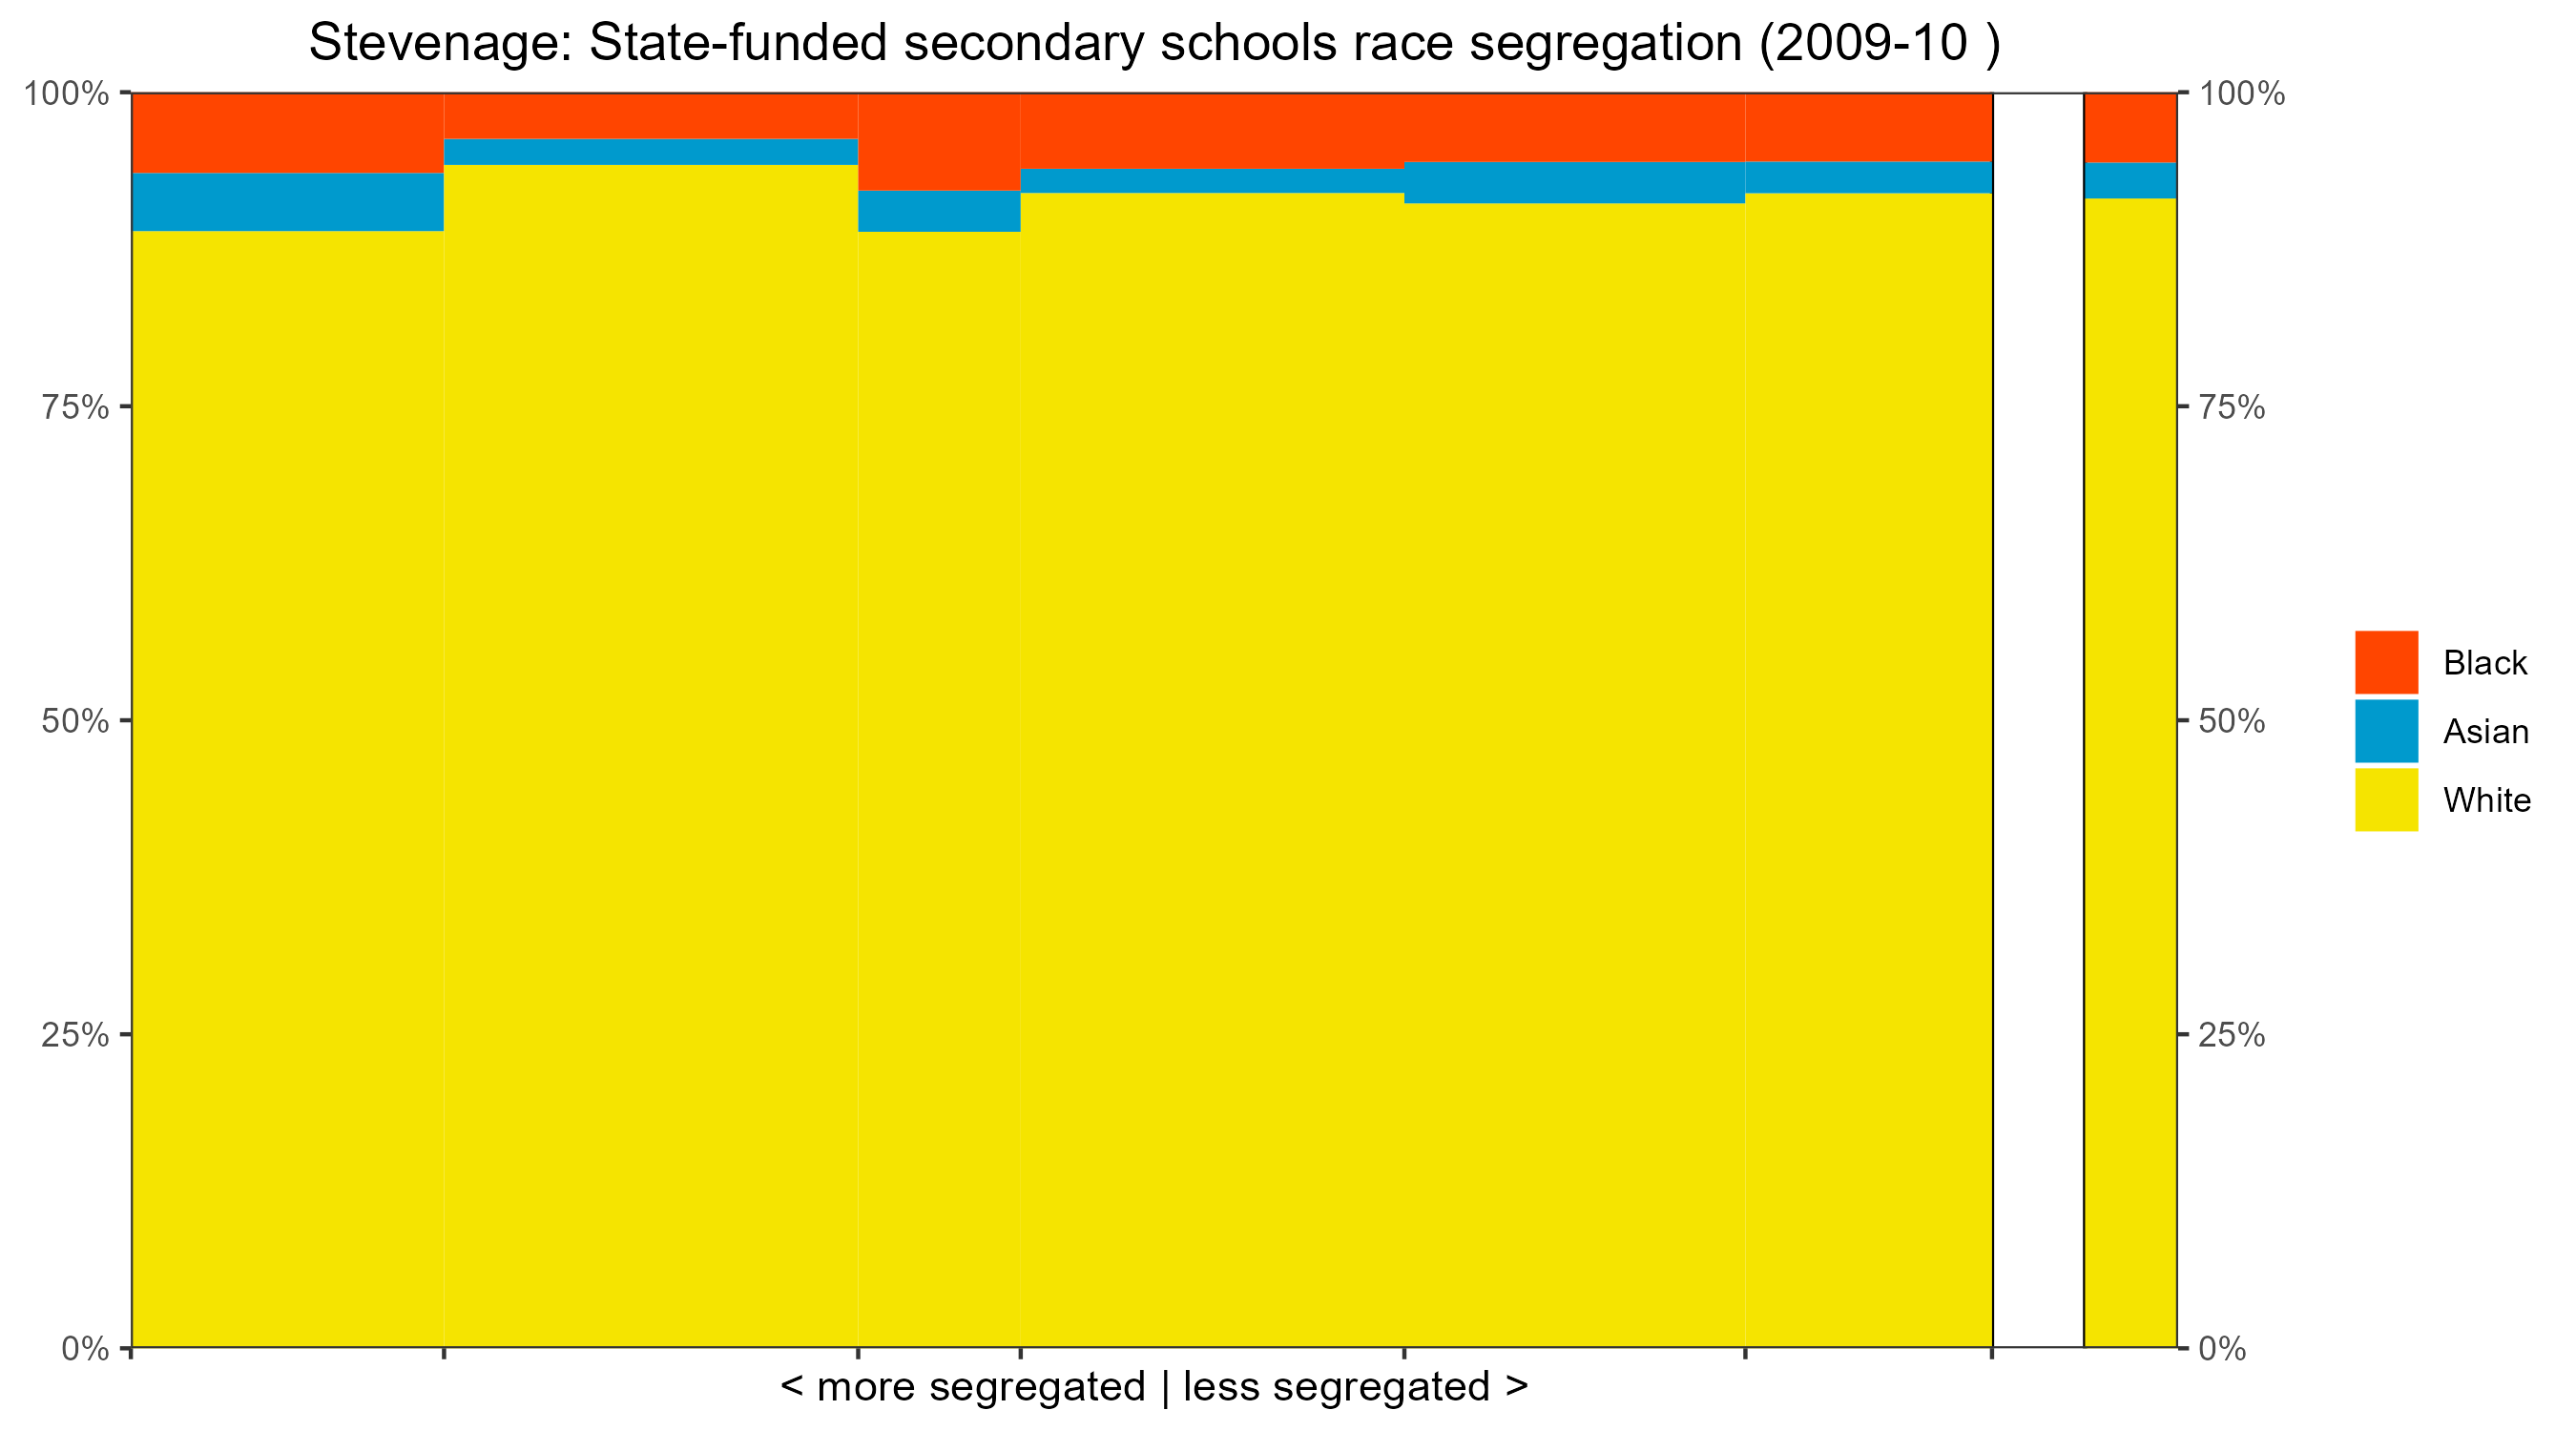 Stevenage: State-funded secondary schools race segregation (2009-10 )
100%
75%
50%
25%
0%
100%
75%
50%
25%
0%
Black
Asian
White
< more segregated | less segregated >